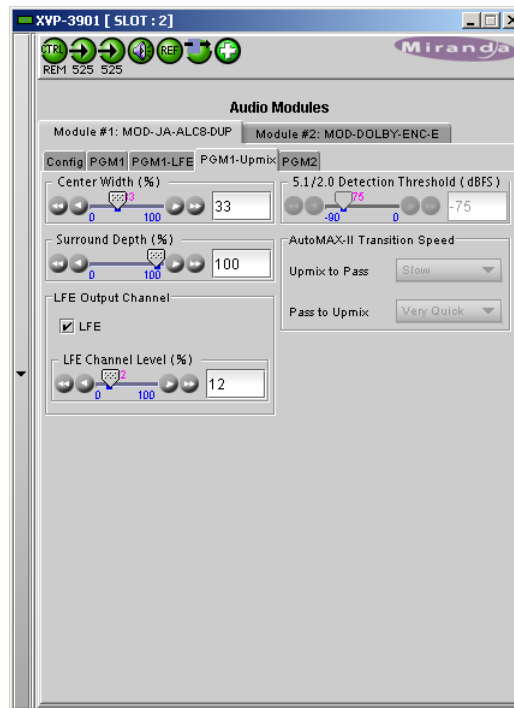 XVP-3901 [ SLOT : 2 ]
CTRL REF
REM 525 525
Miranda
Audio Modules
Module #1: MOD-JA-ALC8-DUP Module #2: MOD-DOLBY-ENC-E
Config PGM1 PGM1-LFE PGM1-Upmix PGM2
Center Width (%)
3
0 100
33
5.1/2.0 Detection Threshold ( dBFS )
75
-90 0
-75
Surround Depth (%)
0 100
100
AutoMAX-II Transition Speed
Upmix to Pass Slow
Pass to Upmix Very Quick
LFE Output Channel
LFE
LFE Channel Level (%)
2
0 100
12